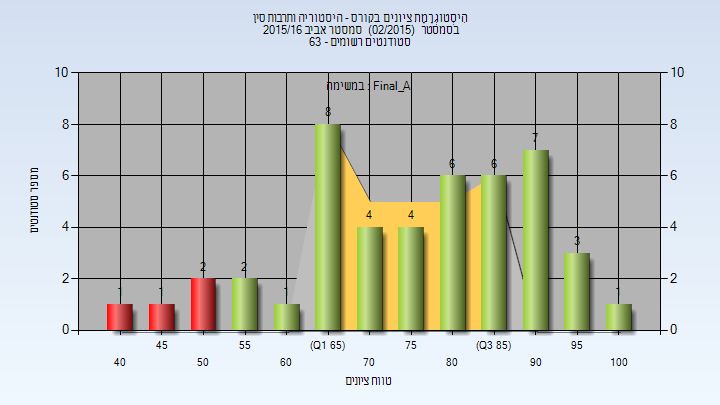 היסטוגרמת ציונים בקורס - היסטוריה ותרבות סין
בסמסטר (02/2015) סמסטר אביב 2015/16
סטודנטים רשומים - 63
במשימה : Final_A
מספר סטודנטים
10 10
8 8
6 6
4 4
2 2
0 0
1 1 2 2 1 8 4 4 6 6 7 3 1
45 55 (Q1 65) 75 (Q3 85) 95
40 50 60 70 80 90 100
טווח ציונים